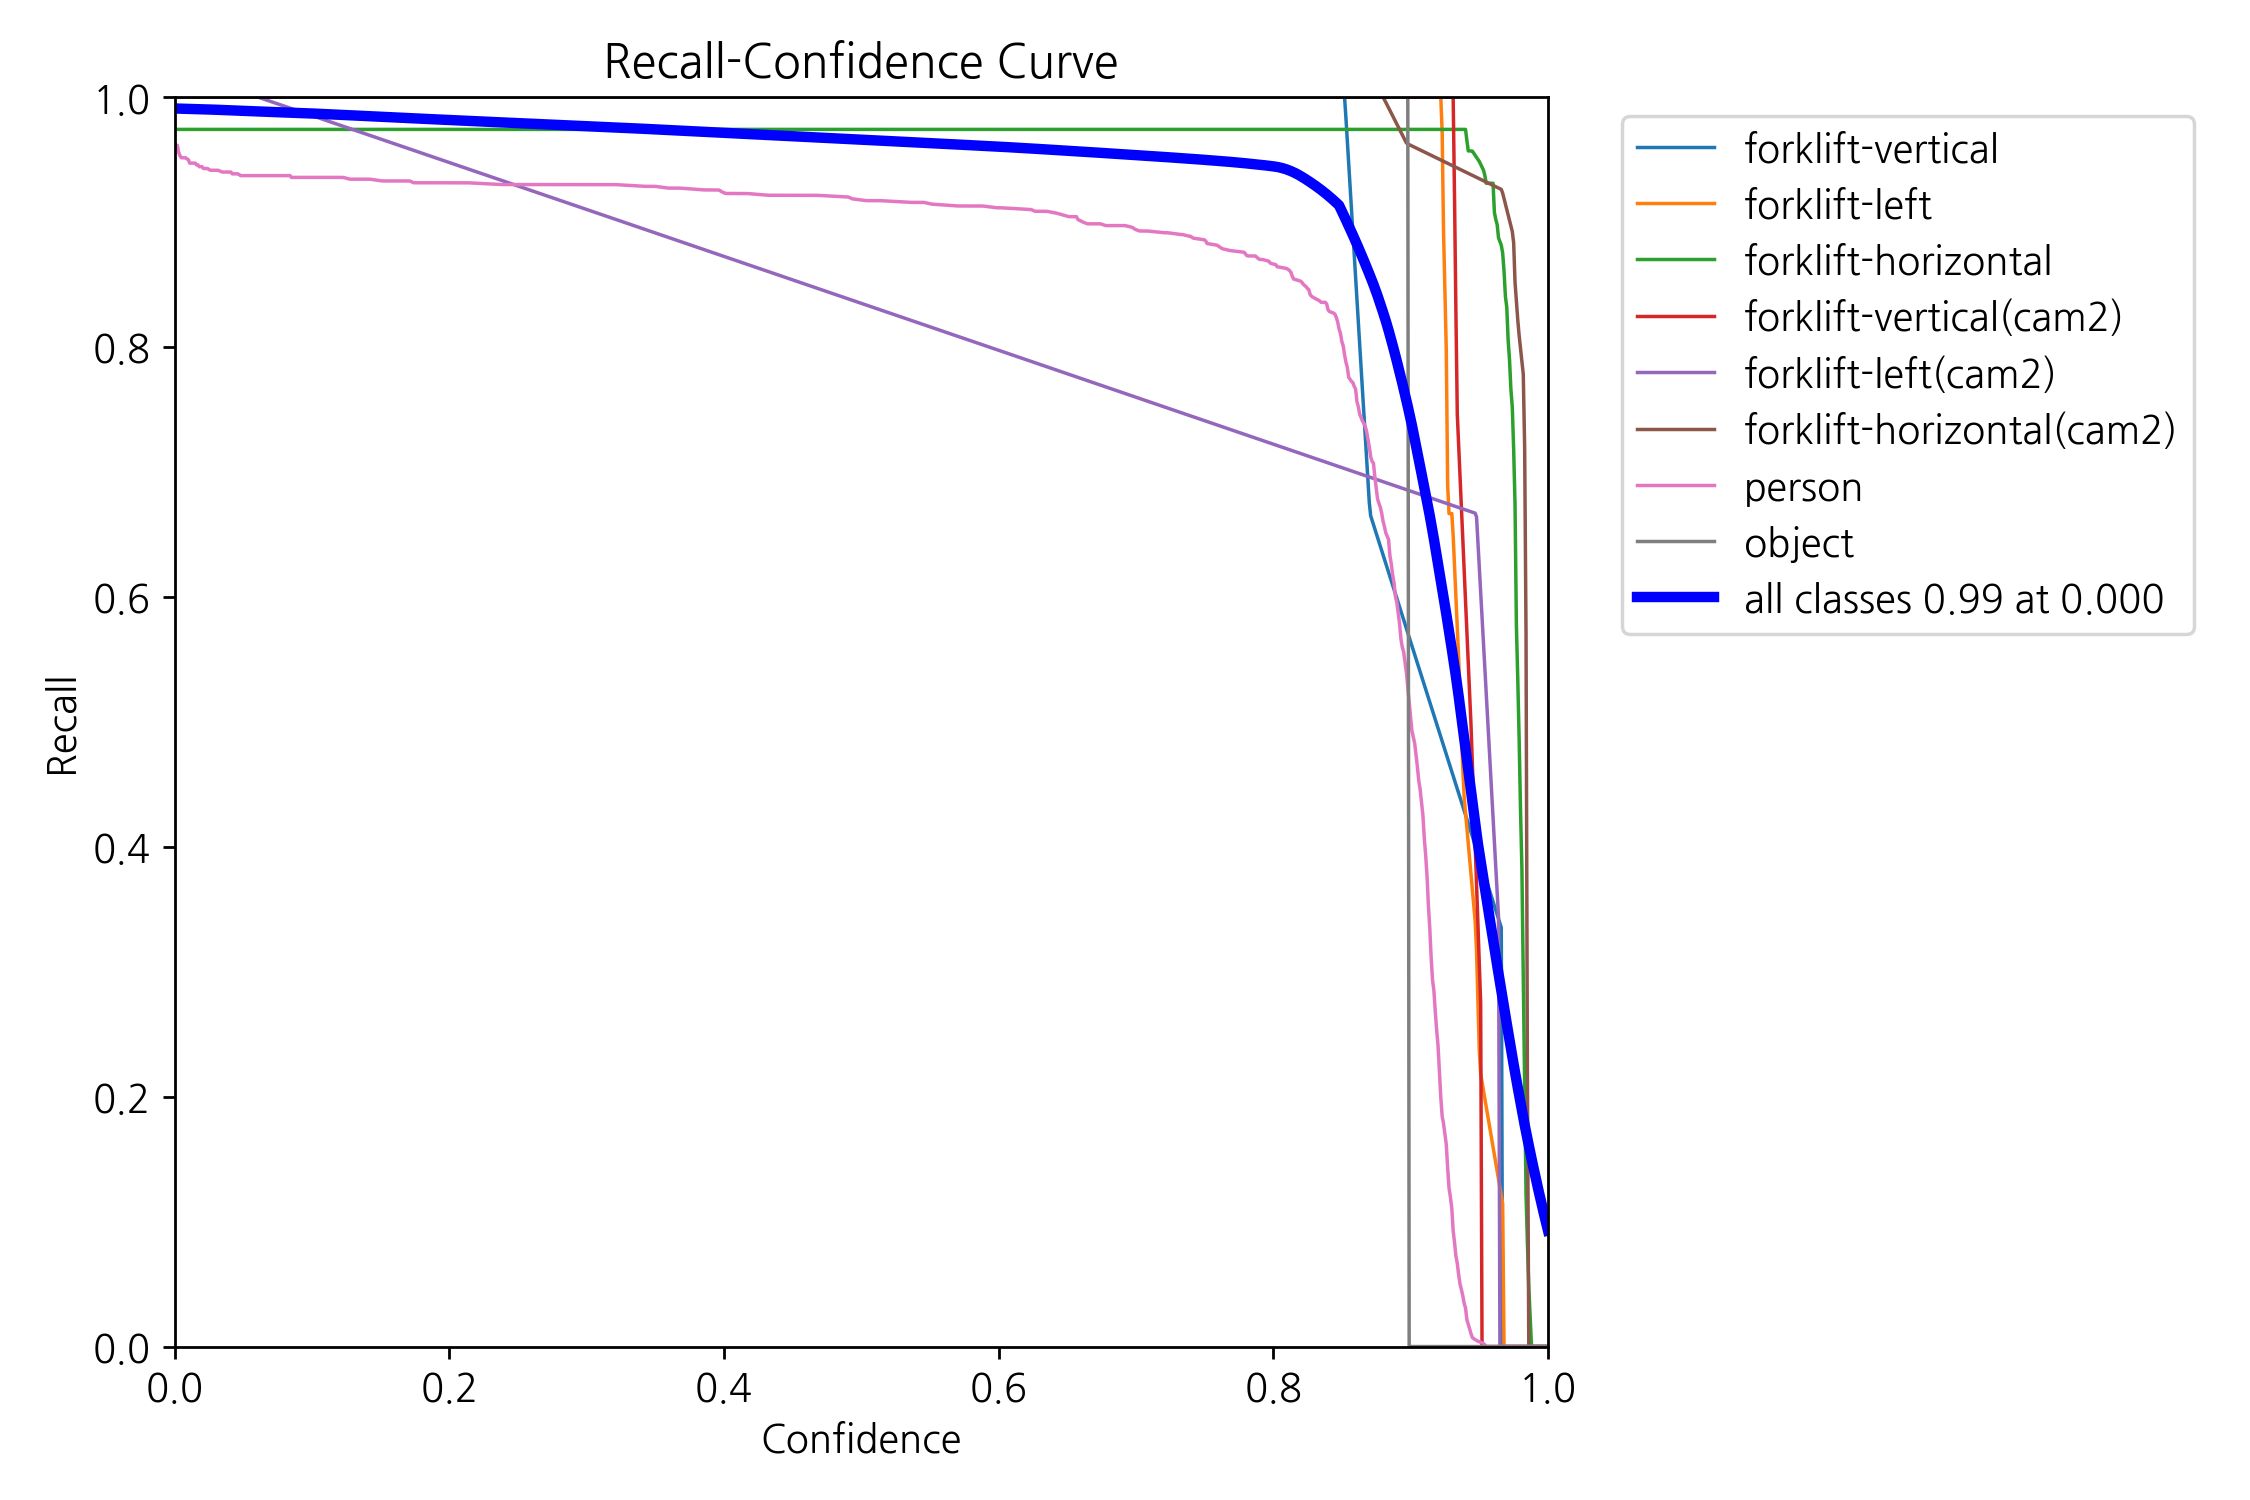 Recall-Confidence Curve
1.0
0.8
0.6
0.4
0.2
0.0
Recall
0.0 0.2 0.4 0.6 0.8 1.0
Confidence
forklift-vertical
forklift-left
forklift-horizontal
forklift-vertical(cam2)
forklift-left(cam2)
forklift-horizontal(cam2)
person
object
all classes 0.99 at 0.000